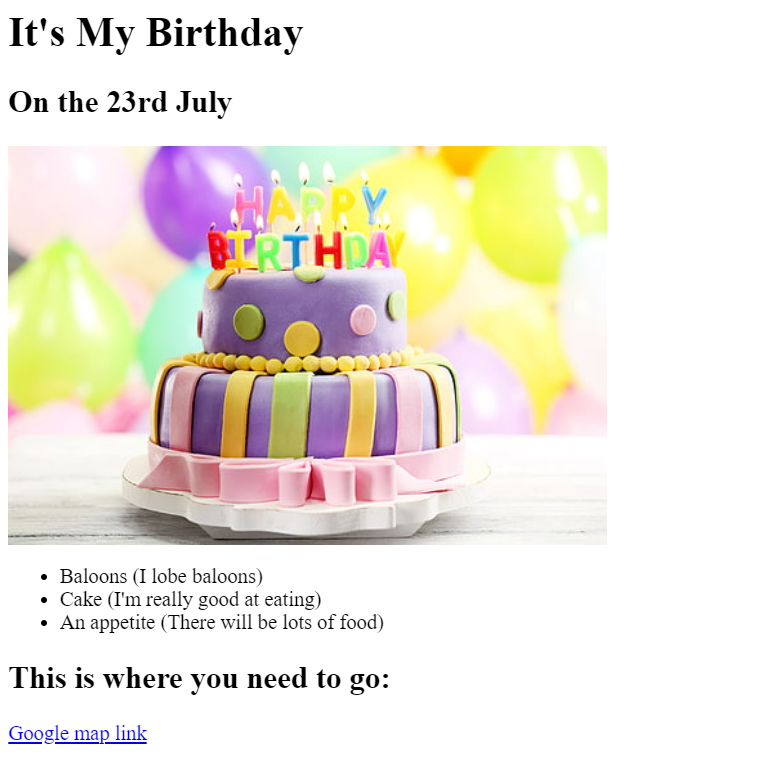 It's My Birthday
On the 23rd July
HAPPY
BIRTHDAY
Baloons (I lobe baloons)
Cake (I'm really good at eating)
An appetite (There will be lots of food)
This is where you need to go:
Google map link